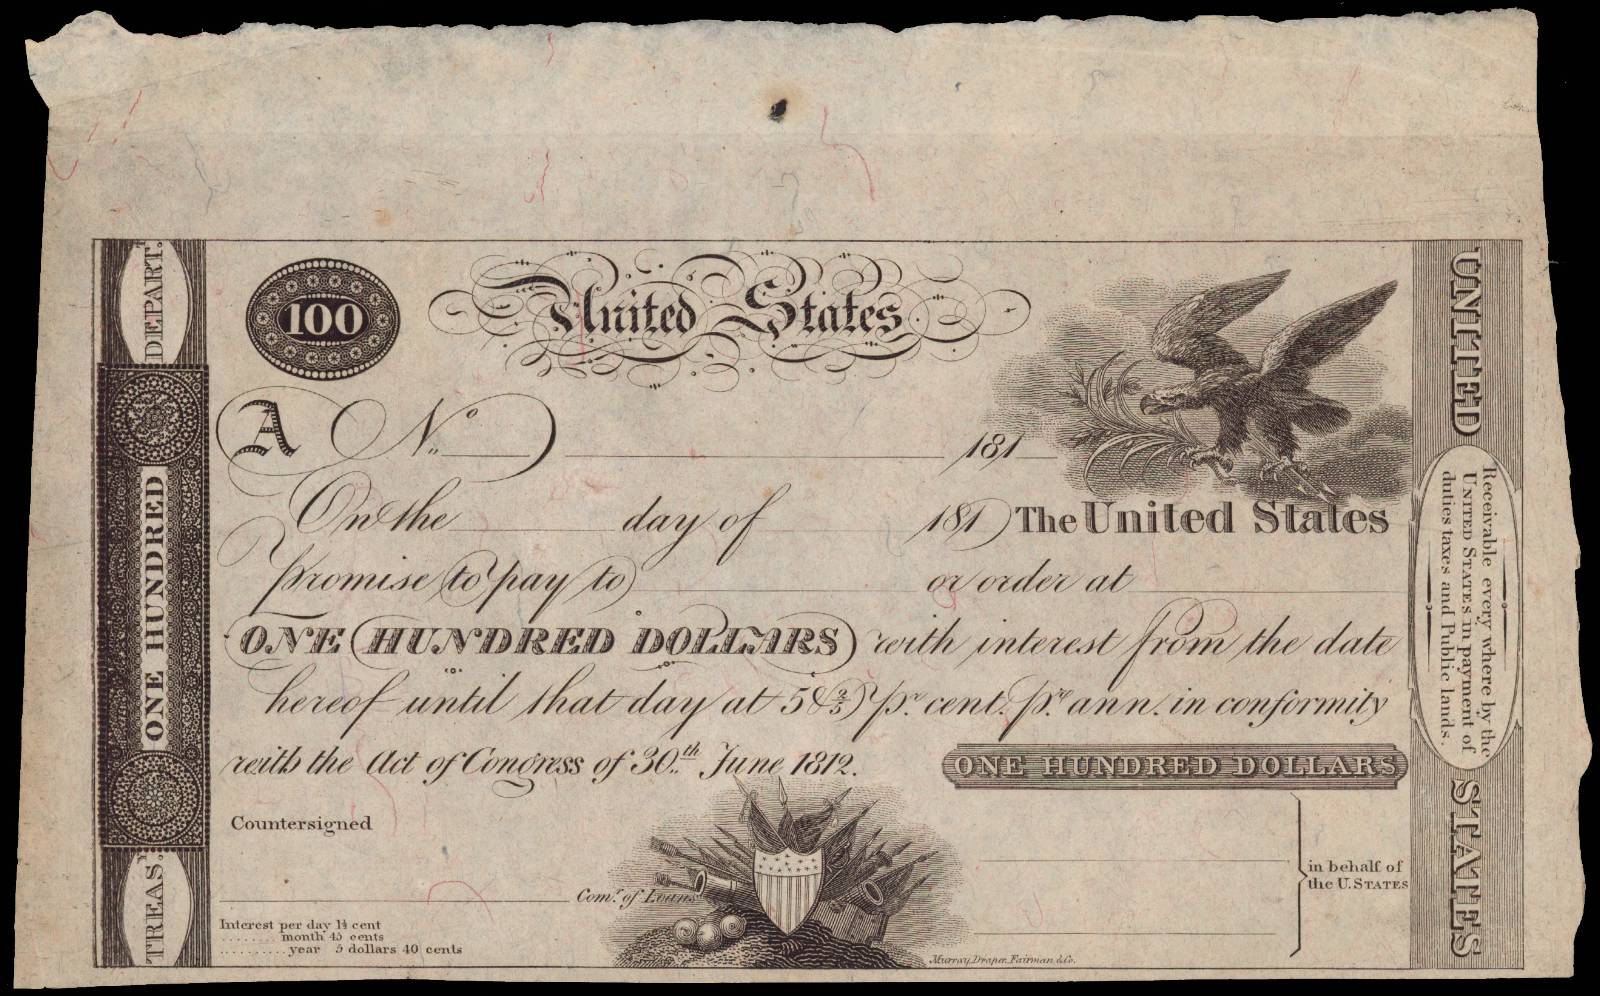 TREAS. DEPART.
ONE HUNDRED
100
United States
A No. 181
On the day of 181 The United States
promise to pay to or order at
ONE HUNDRED DOLLARS with interest from the date
hereof until that day at 5 & 2/5 pr. cent. pr. ann. in conformity
with the Act of Congress of 30.th June 1812.
ONE HUNDRED DOLLARS
Countersigned
Comr. of Loans
in behalf of
the U. STATES
Interest per day 1½ cent
........ month 45 cents
.......... year 5 dollars 40 cents
Murray, Draper, Fairman & Co.
UNITED STATES
Receivable every where by the
UNITED STATES in payment of
duties taxes and Public lands.